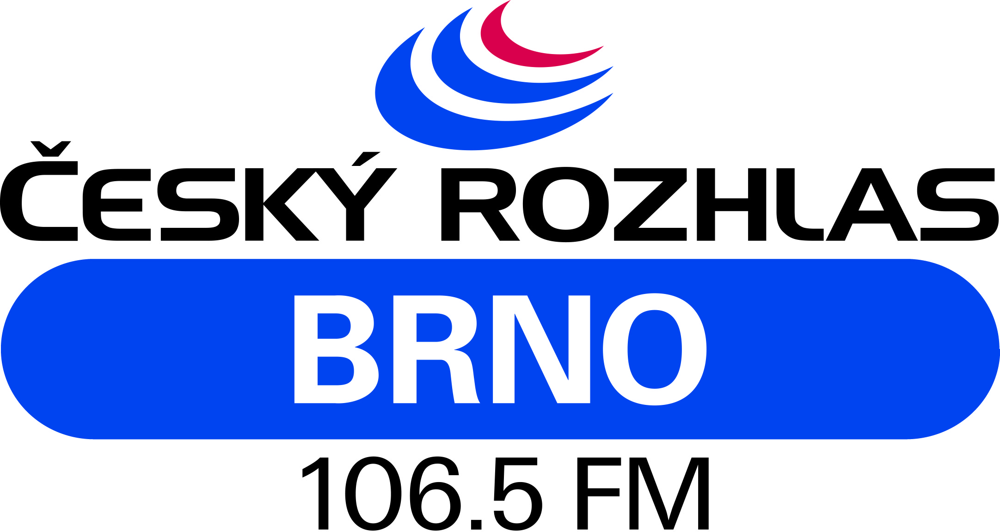 ČESKÝ ROZHLAS
BRNO
106.5 FM